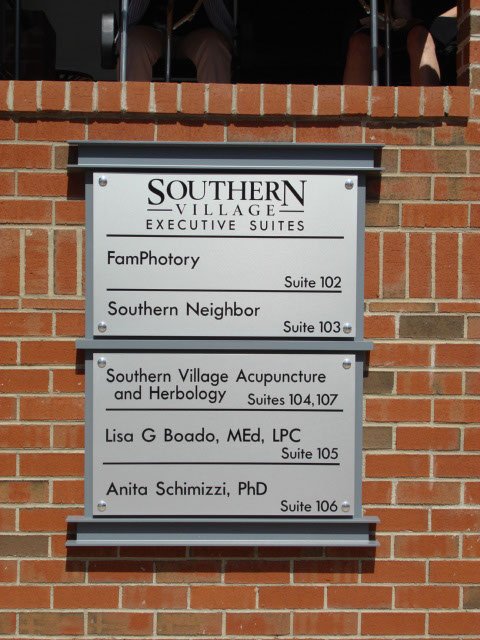 SOUTHERN
VILLAGE
EXECUTIVE SUITES
FamPhotory
Suite 102
Southern Neighbor
Suite 103
Southern Village Acupuncture
and Herbology Suites 104,107
Lisa G Boado, MEd, LPC
Suite 105
Anita Schimizzi, PhD
Suite 106